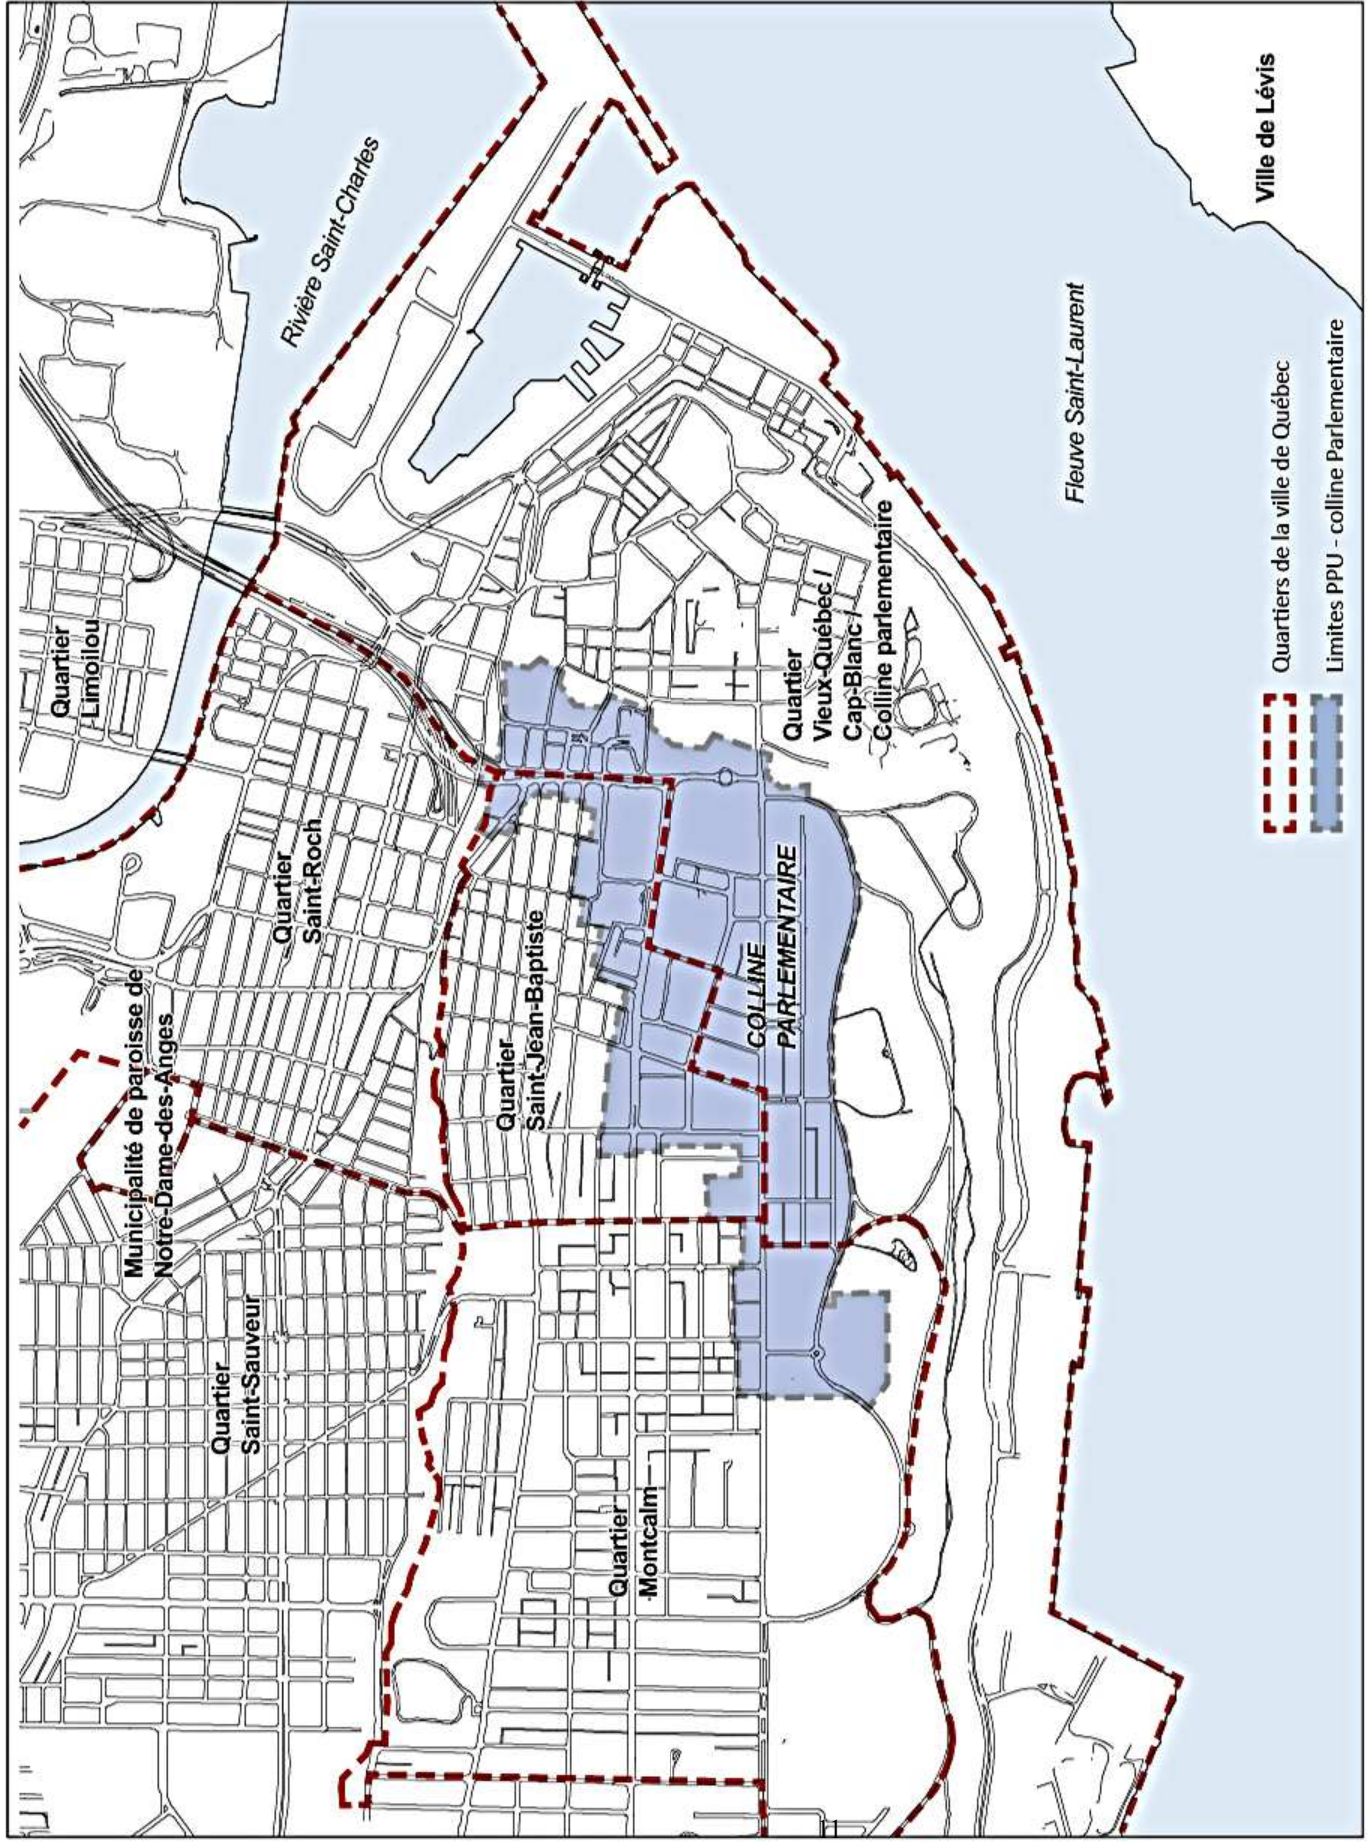 Quartier
Limoilou
Rivière Saint-Charles
Ville de Lévis
Municipalité de paroisse de
Notre-Dame-des-Anges
Quartier
Saint-Roch
Quartier
Saint-Sauveur
Quartier
Saint-Jean-Baptiste
Quartier
Vieux-Québec /
Cap-Blanc /
Colline parlementaire
Fleuve Saint-Laurent
COLLINE
PARLEMENTAIRE
Quartier
Montcalm
Quartiers de la ville de Québec
Limites PPU - colline Parlementaire